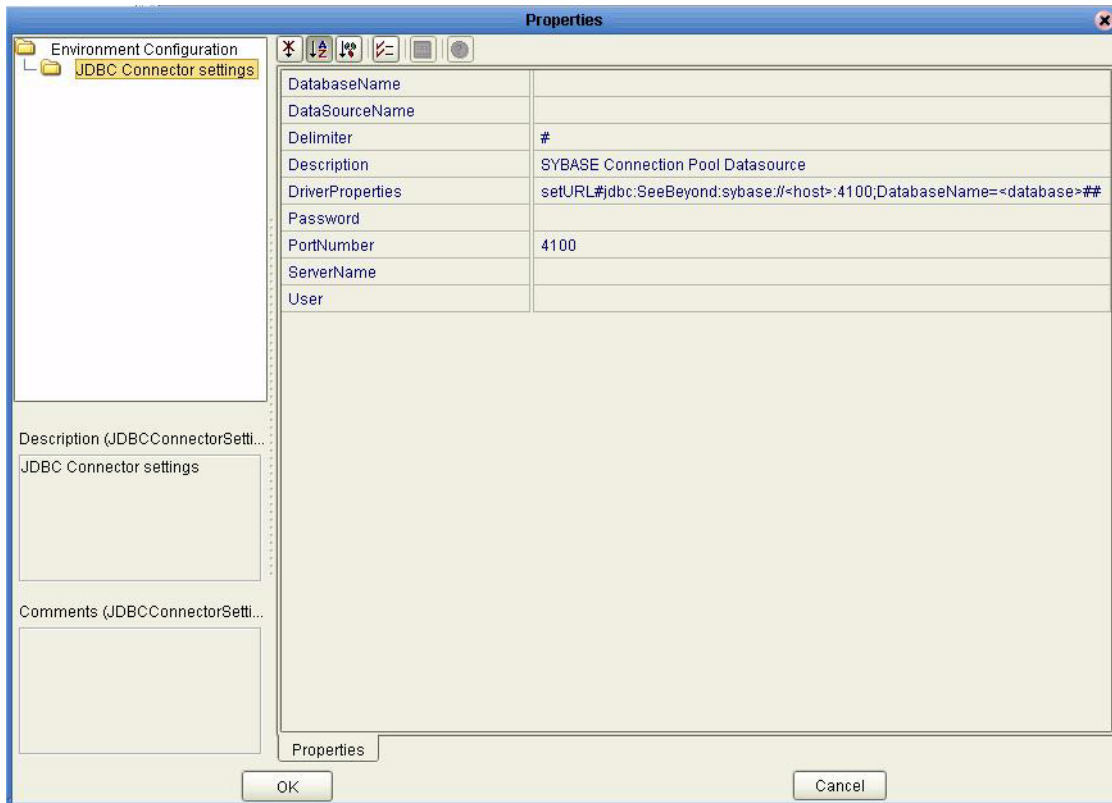 Properties
Environment Configuration
JDBC Connector settings
DatabaseName
DataSourceName
Delimiter #
Description SYBASE Connection Pool Datasource
DriverProperties setURL#jdbc:SeeBeyond:sybase://<host>:4100;DatabaseName=<database>##
Password
PortNumber 4100
ServerName
User
Description (JDBCConnectorSetti...
JDBC Connector settings
Comments (JDBCConnectorSetti...
Properties
OK Cancel